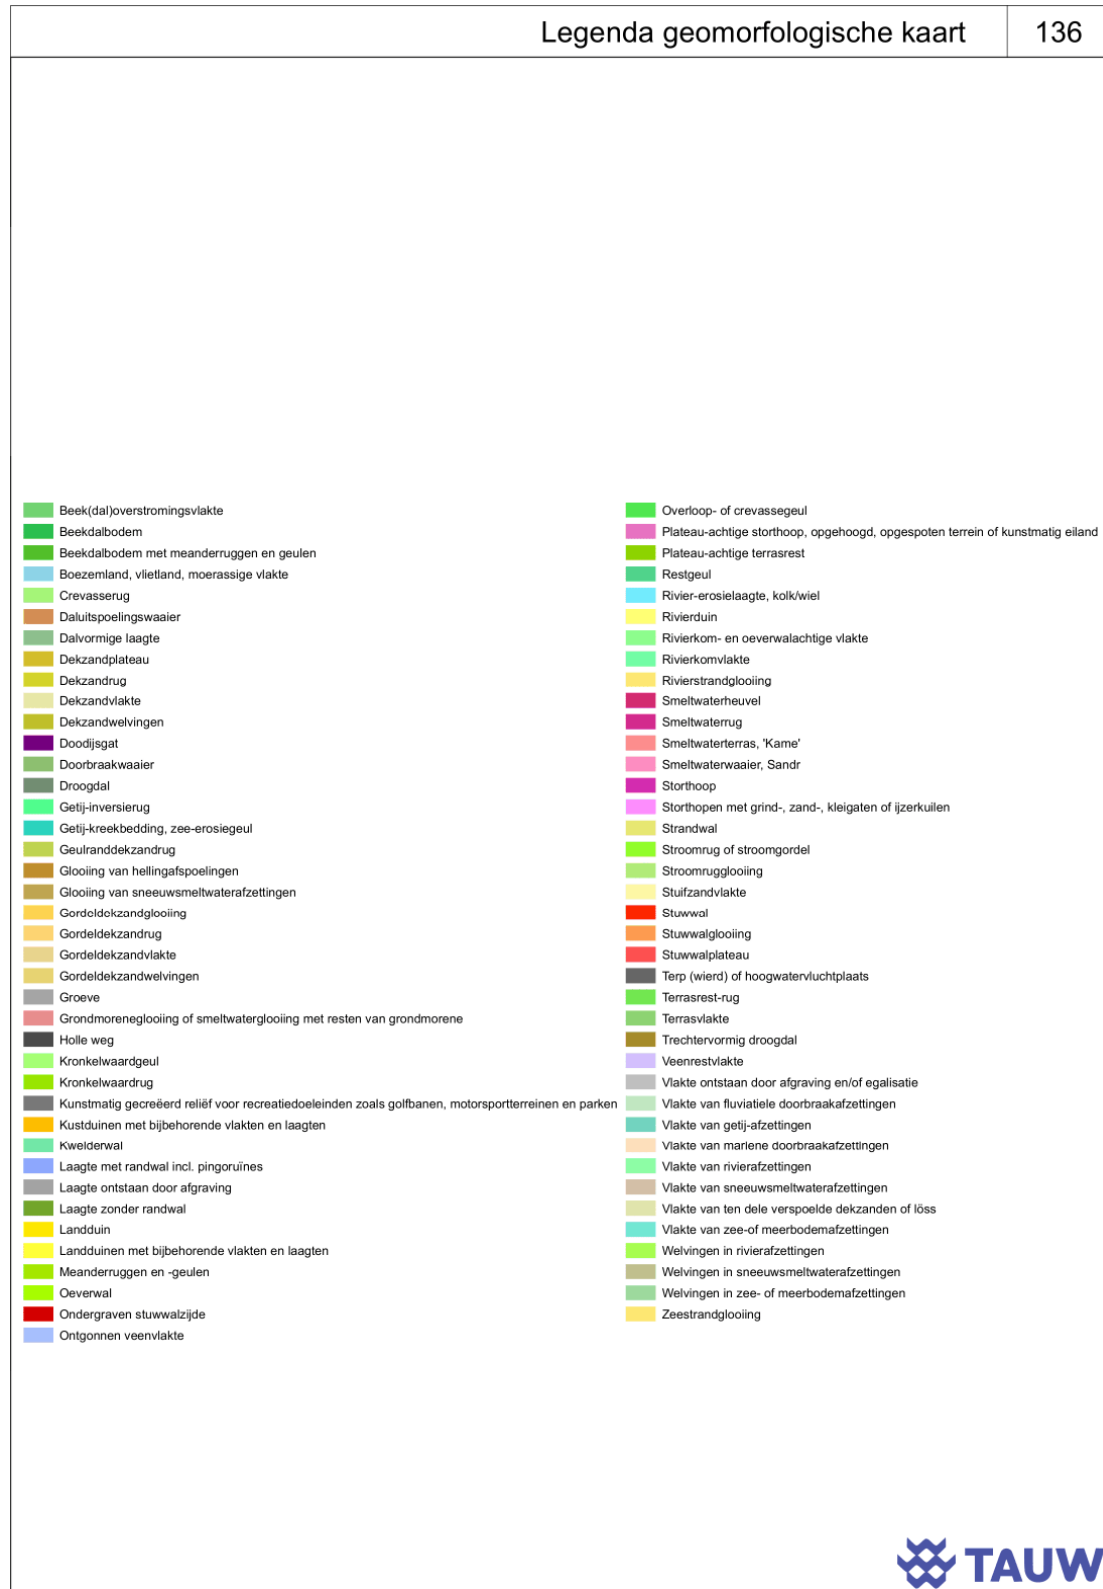 Legenda geomorfologische kaart 136
Beek(dal)overstromingsvlakte
Beekdalbodem
Beekdalbodem met meanderruggen en geulen
Boezemland, vlietland, moerassige vlakte
Crevasserug
Daluitspoelingswaaier
Dalvormige laagte
Dekzandplateau
Dekzandrug
Dekzandvlakte
Dekzandwelvingen
Doodijsgat
Doorbraakwaaier
Droogdal
Getij-inversierug
Getij-kreekbedding, zee-erosiegeul
Geulranddekzandrug
Glooiing van hellingafspoelingen
Glooiing van sneeuwsmeltwaterafzettingen
Gordeldekzandglooiing
Gordeldekzandrug
Gordeldekzandvlakte
Gordeldekzandwelvingen
Groeve
Grondmoreneglooiing of smeltwaterglooiing met resten van grondmorene
Holle weg
Kronkelwaardgeul
Kronkelwaardrug
Kunstmatig gecreëerd reliëf voor recreatiedoeleinden zoals golfbanen, motorsportterreinen en parken
Kustduinen met bijbehorende vlakten en laagten
Kwelderwal
Laagte met randwal incl. pingoruïnes
Laagte ontstaan door afgraving
Laagte zonder randwal
Landduin
Landduinen met bijbehorende vlakten en laagten
Meanderruggen en -geulen
Oeverwal
Ondergraven stuwwalzijde
Ontgonnen veenvlakte
Overloop- of crevassegeul
Plateau-achtige storthoop, opgehoogd, opgespoten terrein of kunstmatig eiland
Plateau-achtige terrasrest
Restgeul
Rivier-erosielaagte, kolk/wiel
Rivierduin
Rivierkom- en oeverwalachtige vlakte
Rivierkomvlakte
Rivierstrandglooiing
Smeltwaterheuvel
Smeltwaterrug
Smeltwaterterras, 'Kame'
Smeltwaterwaaier, Sandr
Storthoop
Storthopen met grind-, zand-, kleigaten of ijzerkuilen
Strandwal
Stroomrug of stroomgordel
Stroomrugglooiing
Stuifzandvlakte
Stuwwal
Stuwwalglooiing
Stuwwalplateau
Terp (wierd) of hoogwatervluchtplaats
Terrasrest-rug
Terrasvlakte
Trechtervormig droogdal
Veenrestvlakte
Vlakte ontstaan door afgraving en/of egalisatie
Vlakte van fluviatiele doorbraakafzettingen
Vlakte van getij-afzettingen
Vlakte van mariene doorbraakafzettingen
Vlakte van rivierafzettingen
Vlakte van sneeuwsmeltwaterafzettingen
Vlakte van ten dele verspoelde dekzanden of löss
Vlakte van zee-of meerbodemafzettingen
Welvingen in rivierafzettingen
Welvingen in sneeuwsmeltwaterafzettingen
Welvingen in zee- of meerbodemafzettingen
Zeestrandglooiing
TAUW